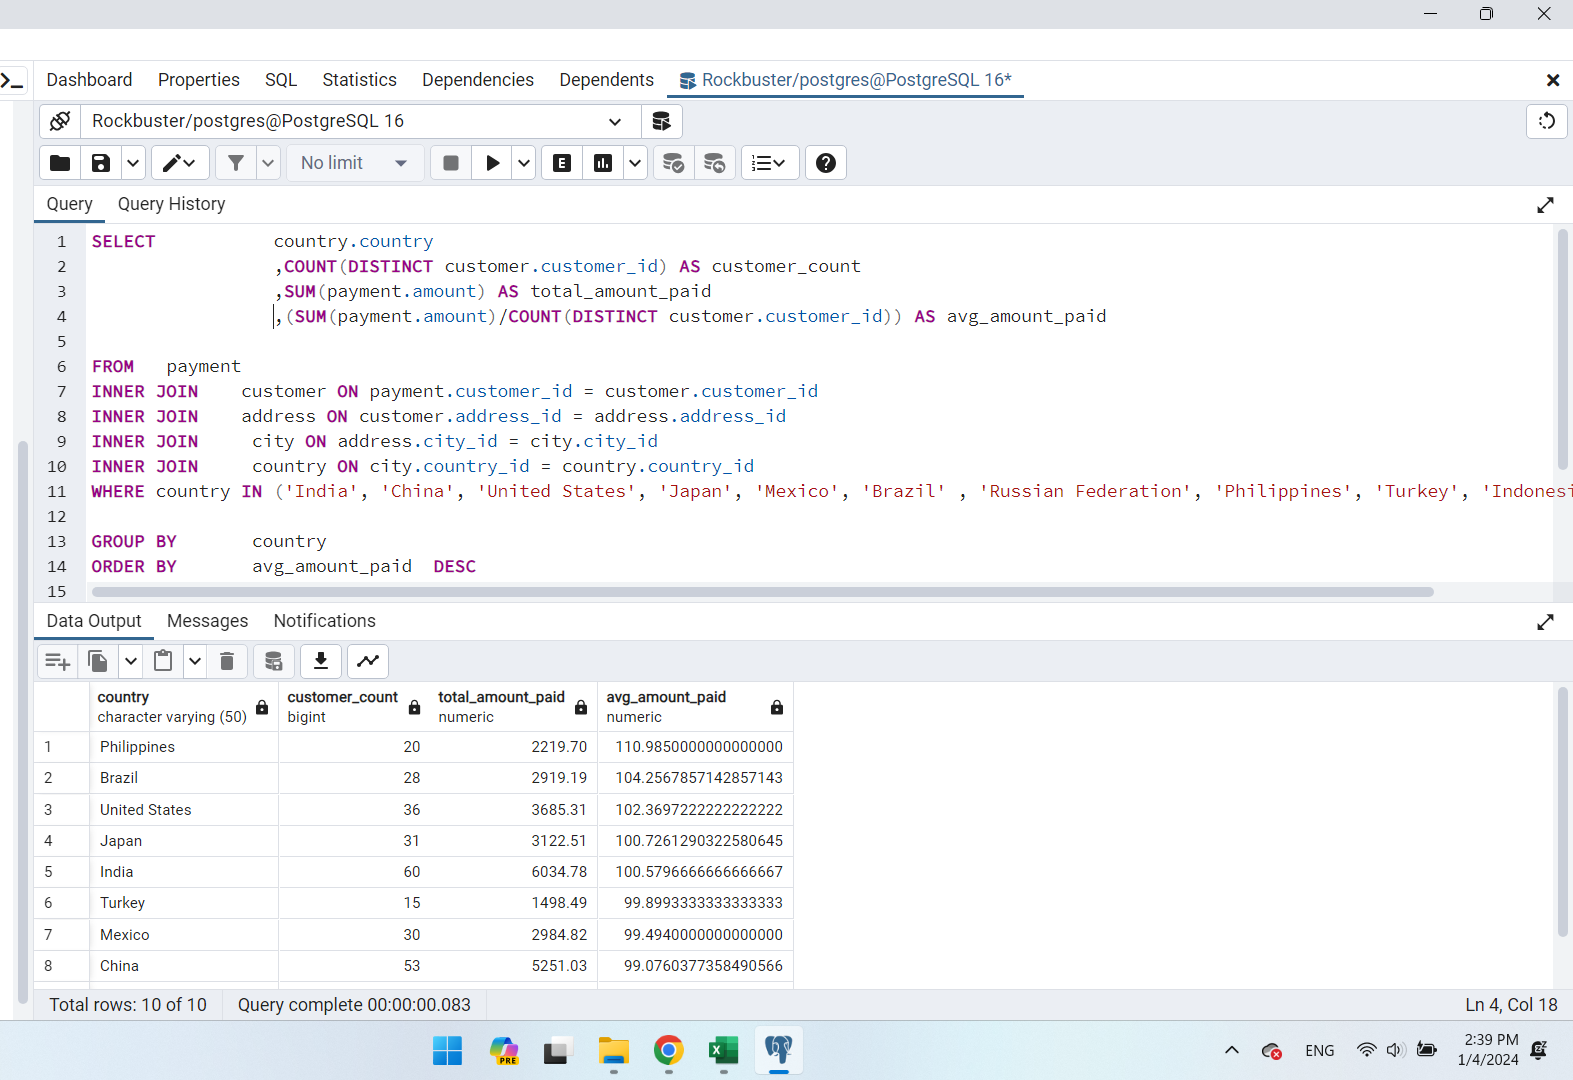 Dashboard Properties SQL Statistics Dependencies Dependents Rockbuster/postgres@PostgreSQL 16*
Rockbuster/postgres@PostgreSQL 16
No limit
E
Query Query History
1 SELECT country.country
2 ,COUNT(DISTINCT customer.customer_id) AS customer_count
3 ,SUM(payment.amount) AS total_amount_paid
4 ,(SUM(payment.amount)/COUNT(DISTINCT customer.customer_id)) AS avg_amount_paid
5
6 FROM payment
7 INNER JOIN customer ON payment.customer_id = customer.customer_id
8 INNER JOIN address ON customer.address_id = address.address_id
9 INNER JOIN city ON address.city_id = city.city_id
10 INNER JOIN country ON city.country_id = country.country_id
11 WHERE country IN ('India', 'China', 'United States', 'Japan', 'Mexico', 'Brazil' , 'Russian Federation', 'Philippines', 'Turkey', 'Indonesi
12
13 GROUP BY country
14 ORDER BY avg_amount_paid DESC
15
Data Output Messages Notifications
country customer_count total_amount_paid avg_amount_paid
character varying (50) bigint numeric numeric
1 Philippines 20 2219.70 110.9850000000000000
2 Brazil 28 2919.19 104.2567857142857143
3 United States 36 3685.31 102.3697222222222222
4 Japan 31 3122.51 100.7261290322580645
5 India 60 6034.78 100.5796666666666667
6 Turkey 15 1498.49 99.8993333333333333
7 Mexico 30 2984.82 99.4940000000000000
8 China 53 5251.03 99.0760377358490566
Total rows: 10 of 10 Query complete 00:00:00.083 Ln 4, Col 18
PRE
ENG
2:39 PM
1/4/2024